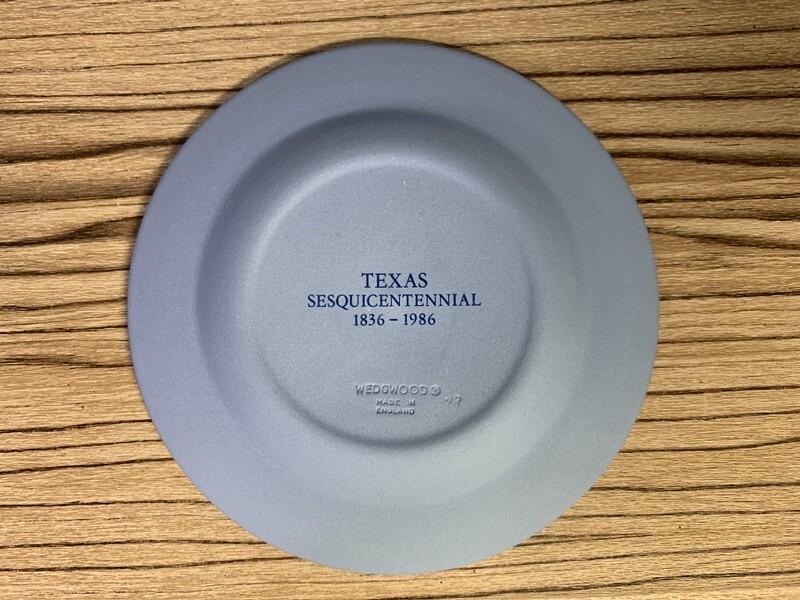 TEXAS
SESQUICENTENNIAL
1836 – 1986
WEDGWOOD®
MADE IN
ENGLAND